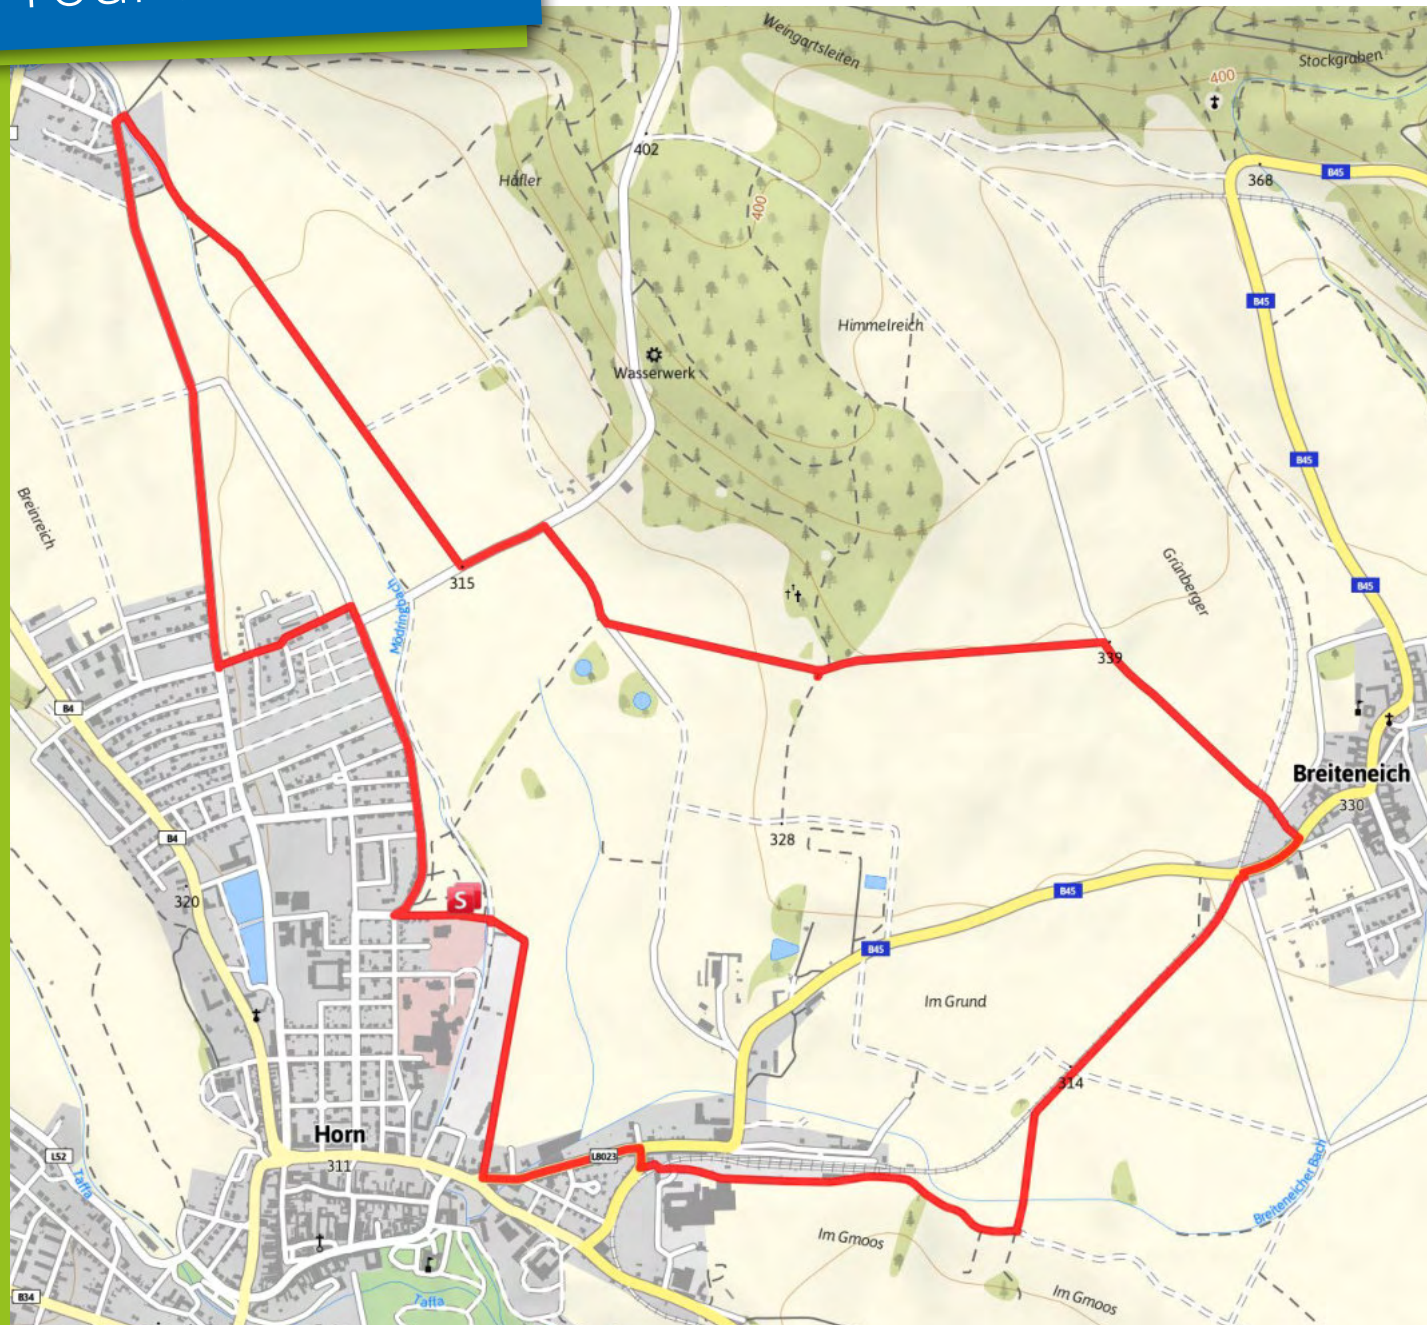 Weingartsleiten
Stockgraben
400
402
Häfler
368
B45
400
B45
Himmelreich
Wasserwerk
B45
Breinreich
Grünberger
315
Mödringbach
B45
339
B4
Breiteneich
330
B4
328
320
S
B45
B45
Im Grund
314
Horn
311
L52
L8023
Taffa
Breiteneicher Bach
Im Gmoos
Im Gmoos
Taffa
B34